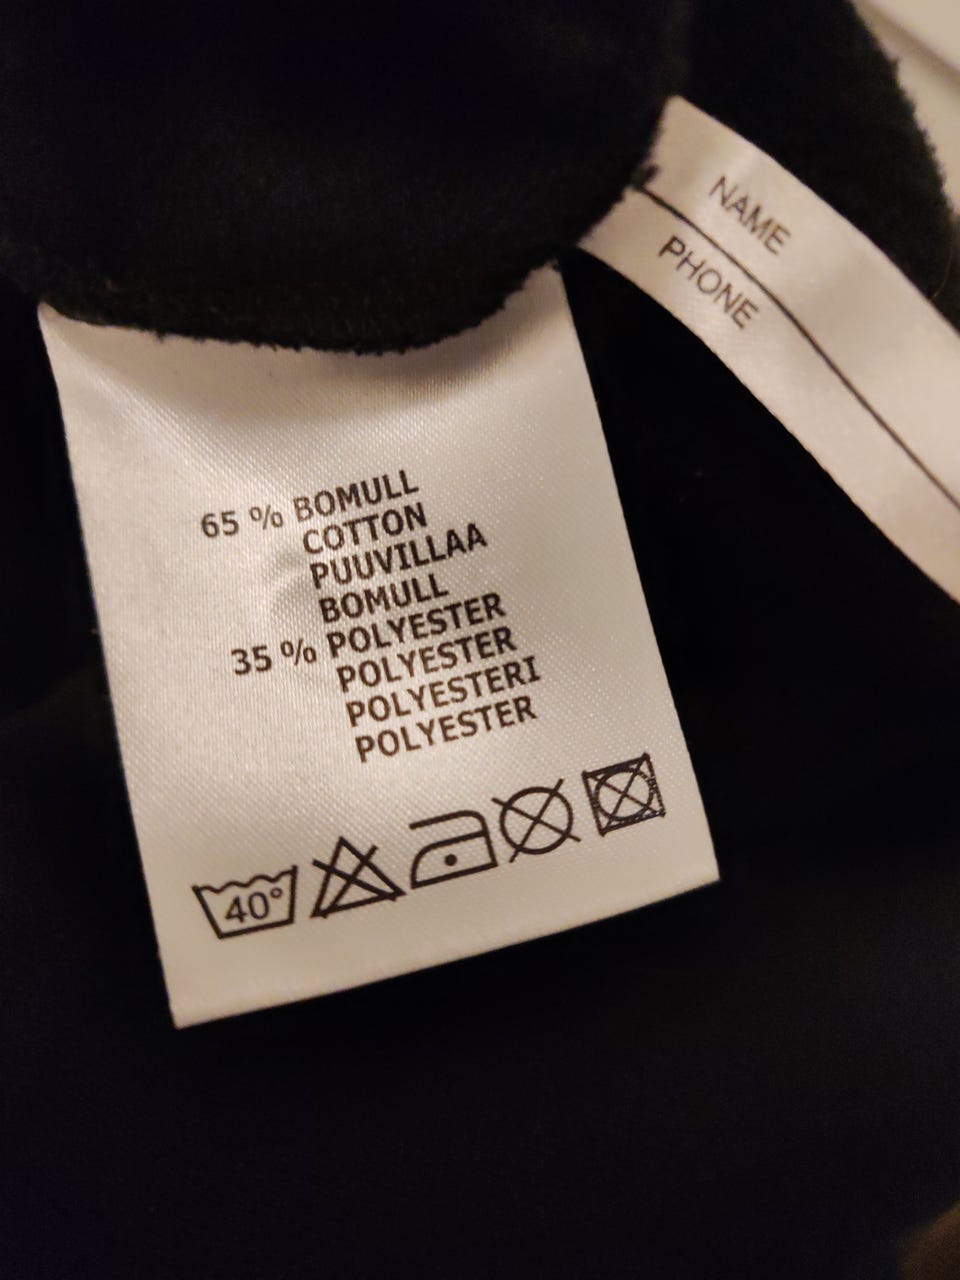 NAME
PHONE
65 % BOMULL
COTTON
PUUVILLAA
BOMULL
35 % POLYESTER
POLYESTER
POLYESTERI
POLYESTER
40°